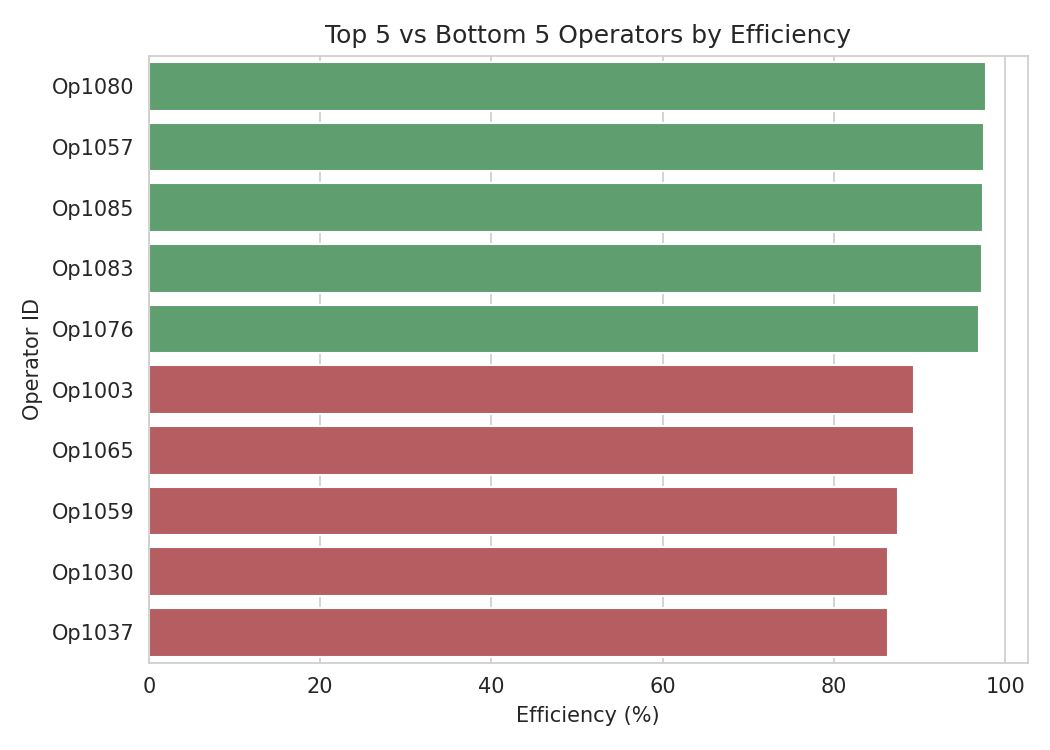 Top 5 vs Bottom 5 Operators by Efficiency
Operator ID
Op1080
Op1057
Op1085
Op1083
Op1076
Op1003
Op1065
Op1059
Op1030
Op1037
0 20 40 60 80 100
Efficiency (%)